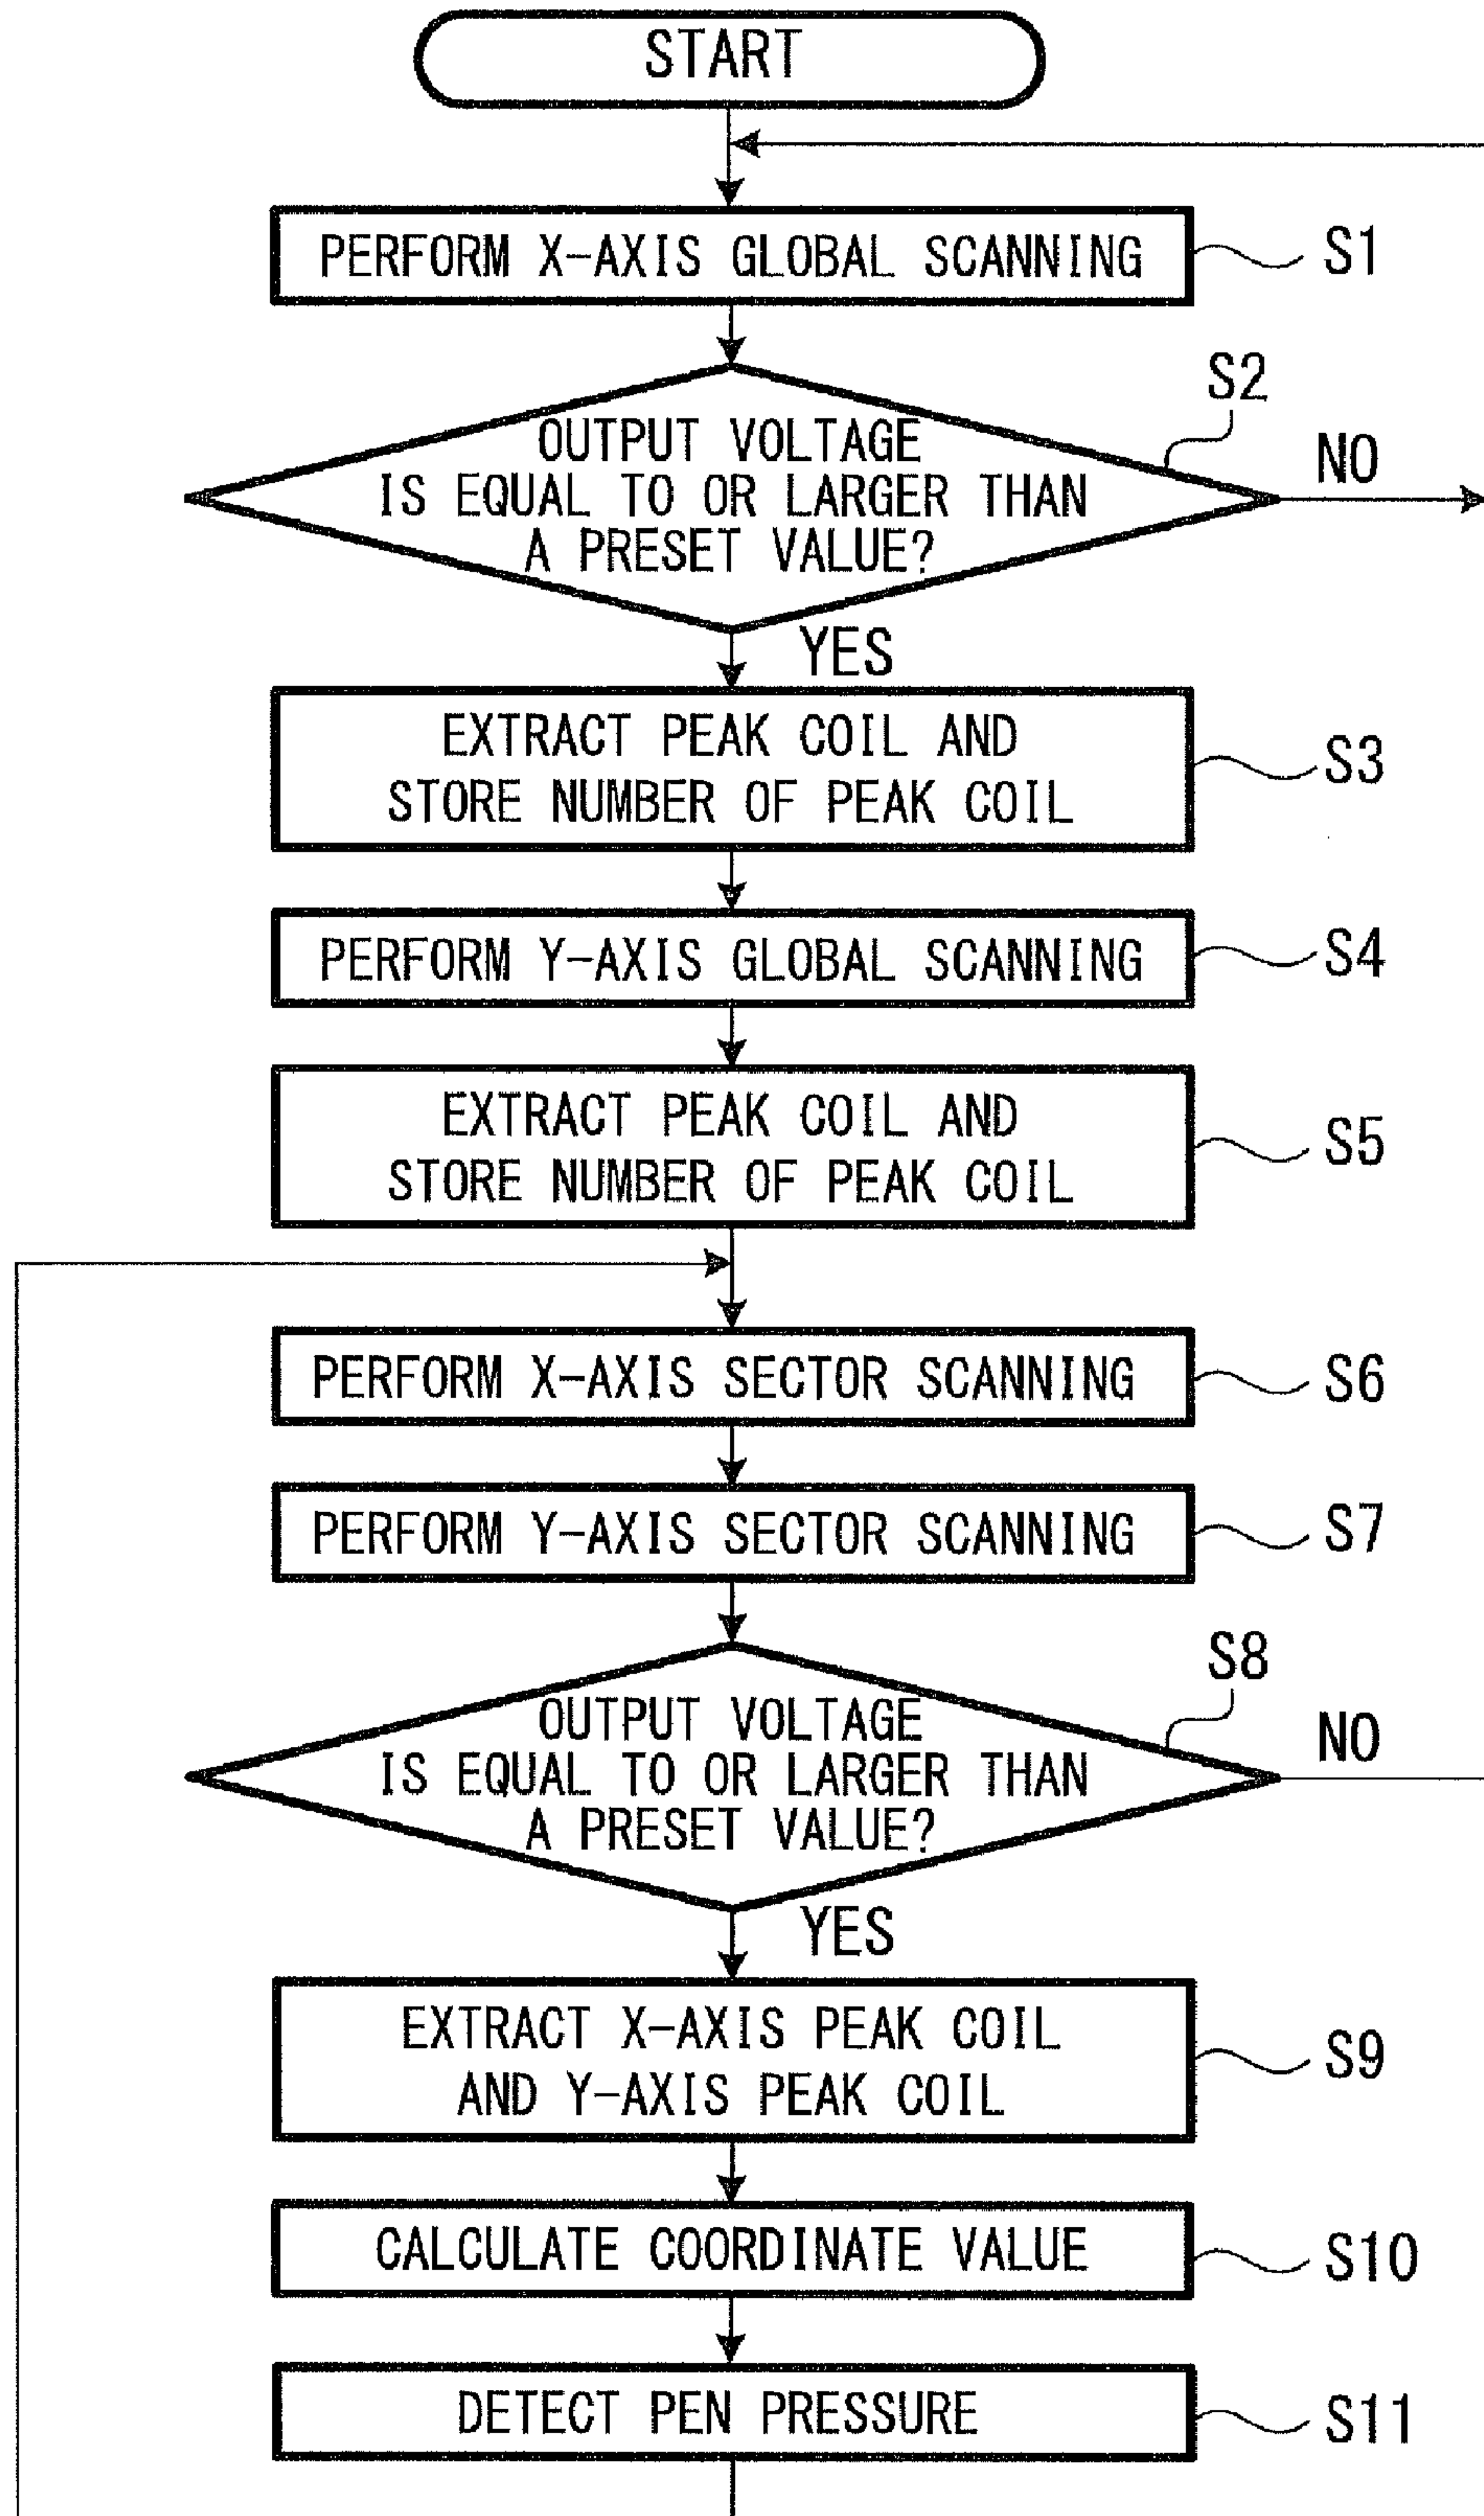 START
PERFORM X-AXIS GLOBAL SCANNING
S1
S2
OUTPUT VOLTAGE
IS EQUAL TO OR LARGER THAN
A PRESET VALUE?
NO
YES
EXTRACT PEAK COIL AND
STORE NUMBER OF PEAK COIL
S3
PERFORM Y-AXIS GLOBAL SCANNING
S4
EXTRACT PEAK COIL AND
STORE NUMBER OF PEAK COIL
S5
PERFORM X-AXIS SECTOR SCANNING
S6
PERFORM Y-AXIS SECTOR SCANNING
S7
S8
OUTPUT VOLTAGE
IS EQUAL TO OR LARGER THAN
A PRESET VALUE?
NO
YES
EXTRACT X-AXIS PEAK COIL
AND Y-AXIS PEAK COIL
S9
CALCULATE COORDINATE VALUE
S10
DETECT PEN PRESSURE
S11